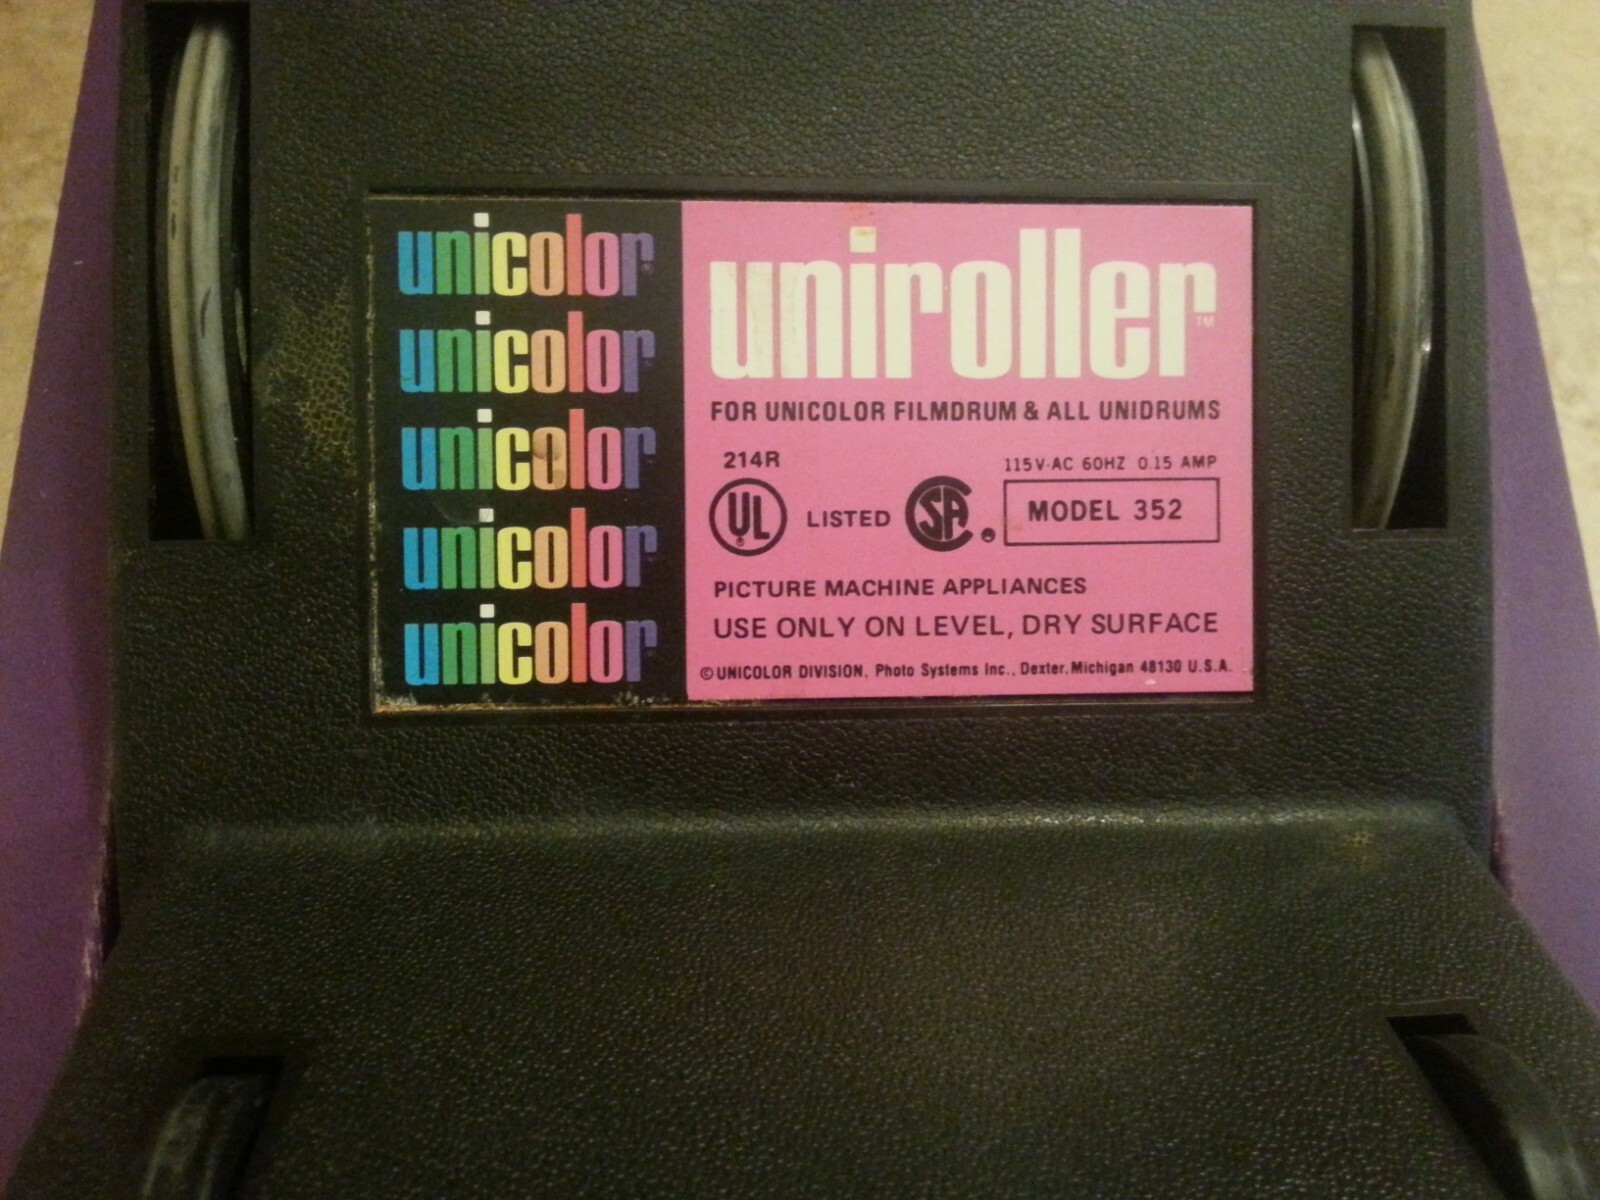 unicolor®
unicolor
unicolor
unicolor
unicolor
uniroller™
FOR UNICOLOR FILMDRUM & ALL UNIDRUMS
214R
115V·AC 60HZ 0.15 AMP
UL® LISTED CSA® MODEL 352
PICTURE MACHINE APPLIANCES
USE ONLY ON LEVEL, DRY SURFACE
© UNICOLOR DIVISION, Photo Systems Inc., Dexter, Michigan 48130 U.S.A.